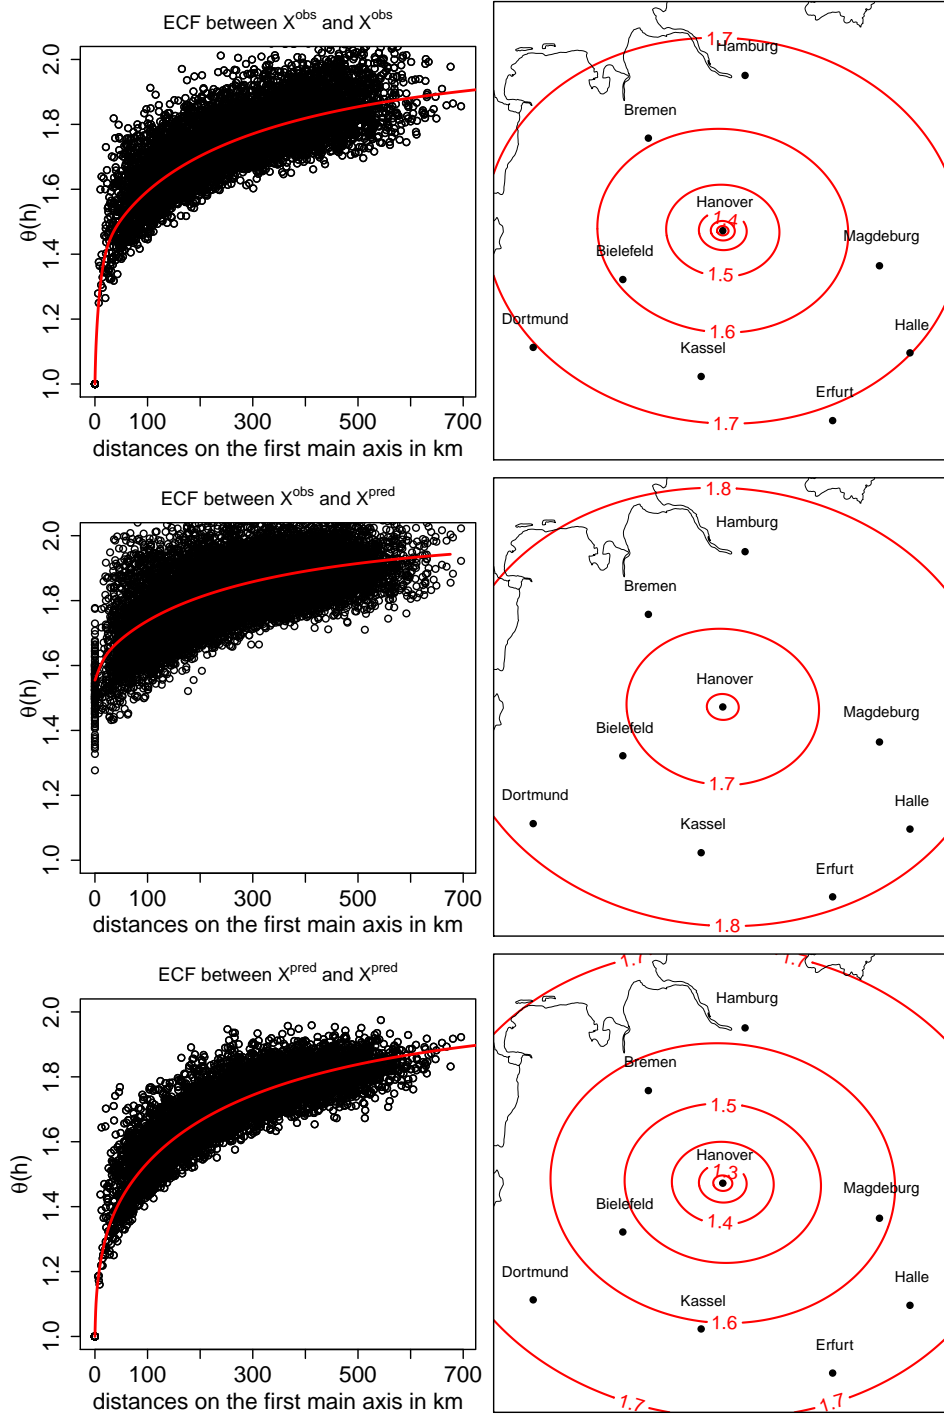 ECF between X^obs and X^obs
θ(h)
2.0
1.8
1.6
1.4
1.2
1.0
0 100 300 500 700
distances on the first main axis in km
1.7
Hamburg
Bremen
Hanover
1.4
Magdeburg
Bielefeld
1.5
Dortmund
1.6
Halle
Kassel
Erfurt
1.7
ECF between X^obs and X^pred
θ(h)
2.0
1.8
1.6
1.4
1.2
1.0
0 100 300 500 700
distances on the first main axis in km
1.8
Hamburg
Bremen
Hanover
Magdeburg
Bielefeld
1.7
Dortmund
Halle
Kassel
Erfurt
1.8
ECF between X^pred and X^pred
θ(h)
2.0
1.8
1.6
1.4
1.2
1.0
0 100 300 500 700
distances on the first main axis in km
1.7 1.7
Hamburg
Bremen
1.5
Hanover
1.3
Magdeburg
1.4
Bielefeld
Dortmund
Halle
Kassel
1.6
Erfurt
1.7 1.7